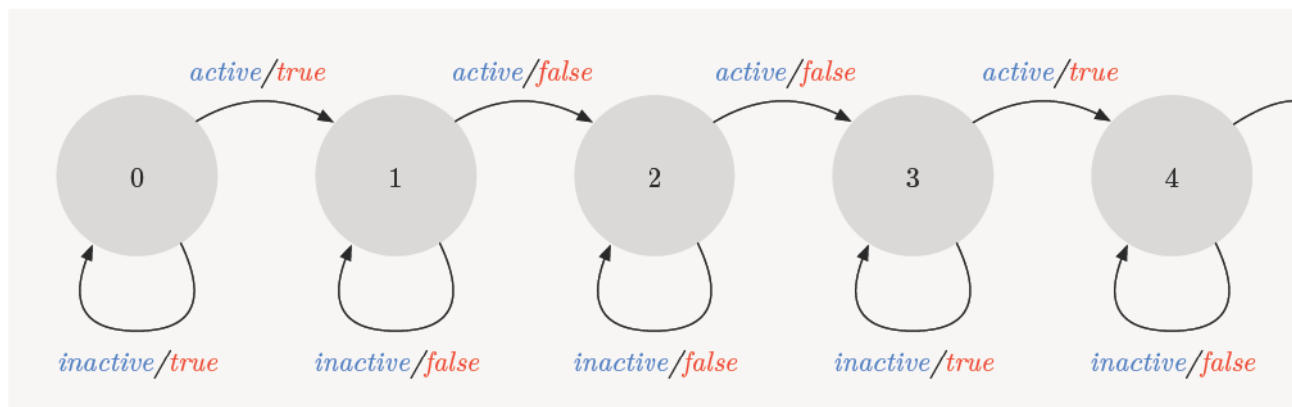 active/true active/false active/false active/true
0 1 2 3 4
inactive/true inactive/false inactive/false inactive/true inactive/false